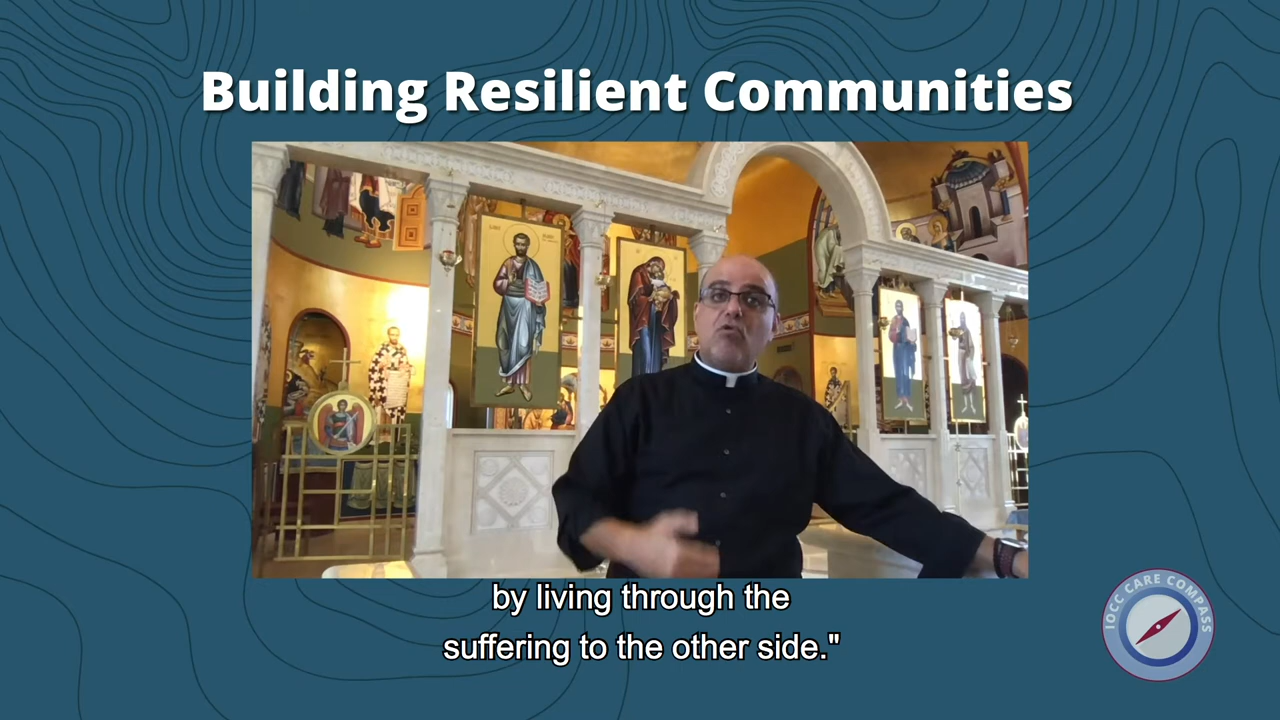 Building Resilient Communities
by living through the
suffering to the other side."
IOCC CARE COMPASS